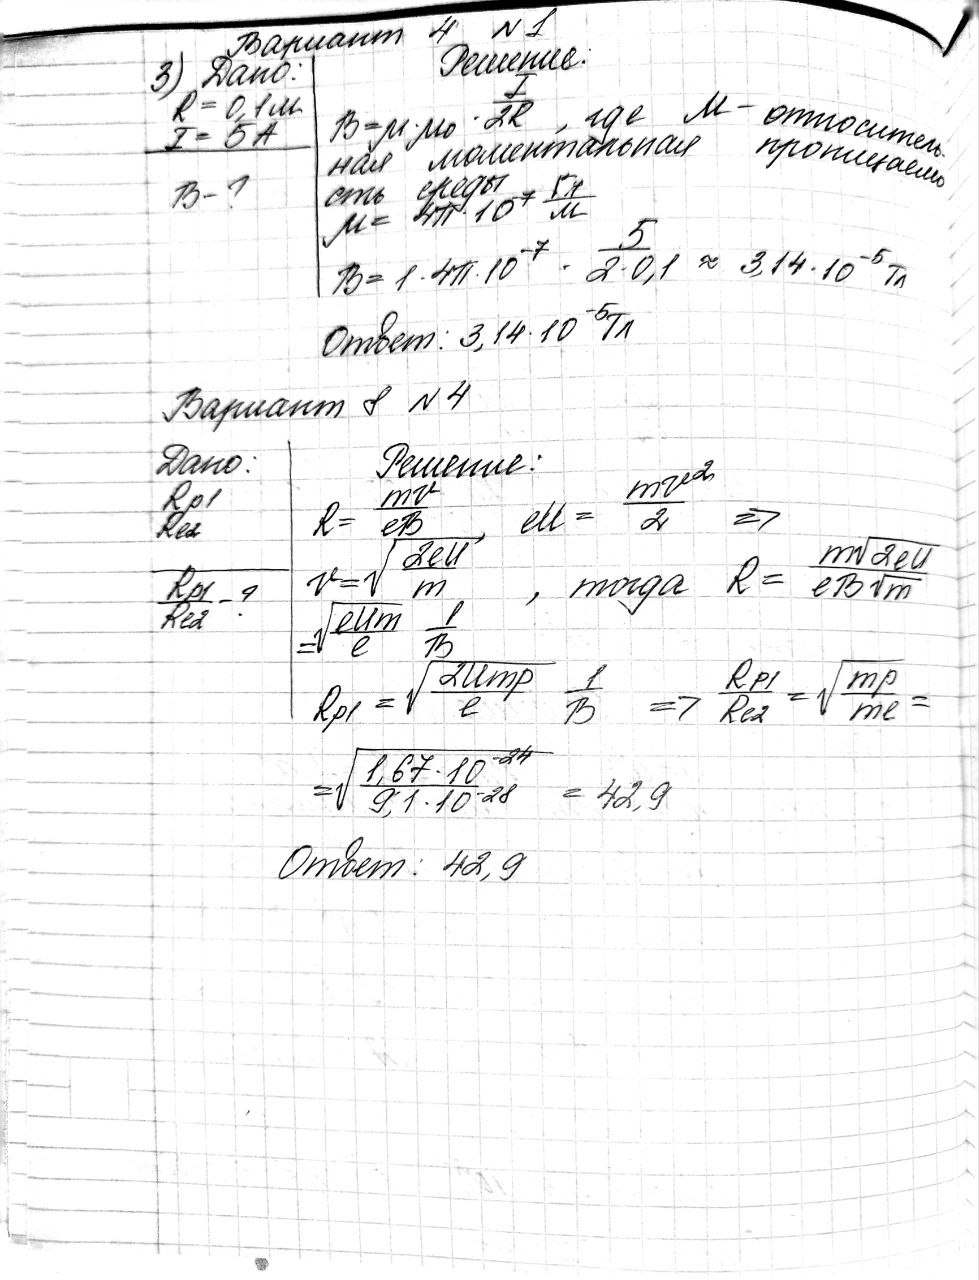 Вариант 4 №1
3) Дано: Решение:
R = 0,1 м
I = 5 А
B - ?
B = μ·μ₀ · I/2R, где М - относитель-
ная моментальная проницаемо
сть среды
μ = 4π·10⁷ Гн/м
B = 1·4π·10⁻⁷ · 5/2·0,1 ≈ 3,14·10⁻⁵ Тл
Ответ: 3,14·10⁻⁵ Тл
Вариант 8 №4
Дано: Решение:
Rp1
Re2
Rp1/Re2 - ?
R = mv/eB, eU = mv²/2 =>
v = √(2eU/m), тогда R = m√2eU/eB√m
= √(eUm/e) 1/B
Rp1 = √(2Ump/e) 1/B => Rp1/Re2 = √(mp/me) =
= √(1,67·10⁻²⁴/9,1·10⁻²⁸) = 42,9
Ответ: 42,9